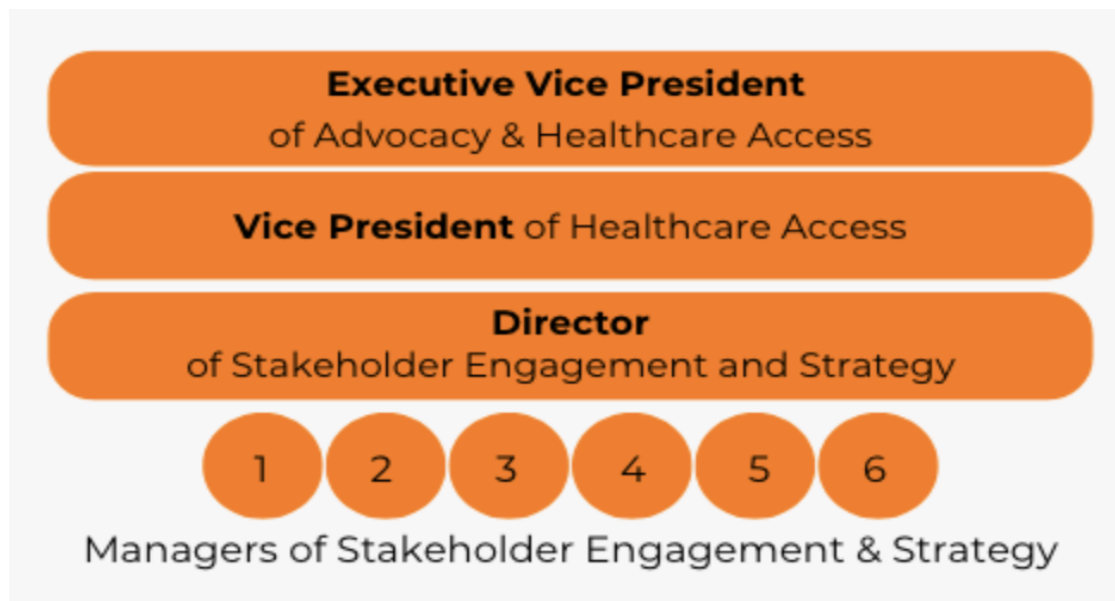 Executive Vice President
of Advocacy & Healthcare Access
Vice President of Healthcare Access
Director
of Stakeholder Engagement and Strategy
1 2 3 4 5 6
Managers of Stakeholder Engagement & Strategy